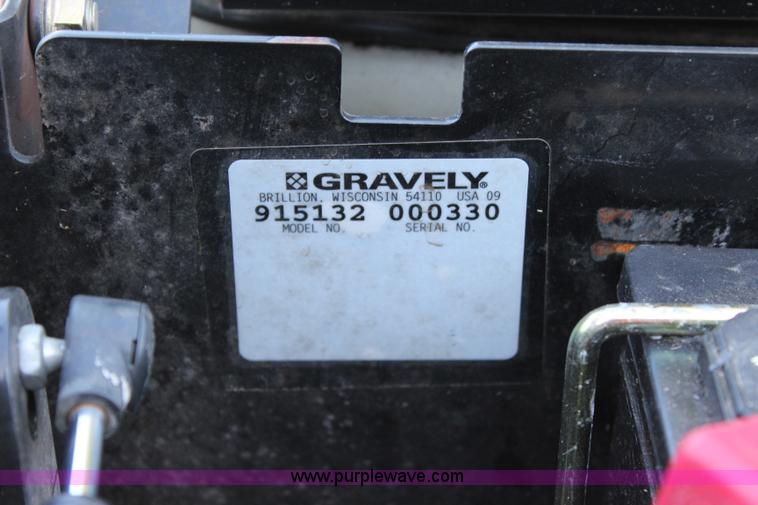 GRAVELY®
BRILLION, WISCONSIN 54110 USA 09
915132 000330
MODEL NO. SERIAL NO.
www.purplewave.com